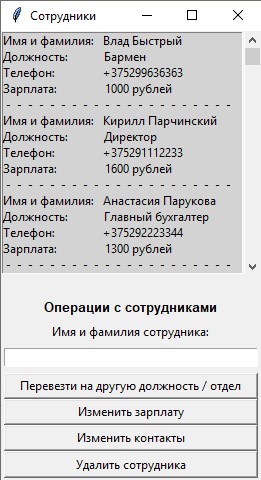 Сотрудники
Имя и фамилия: Влад Быстрый
Должность: Бармен
Телефон: +375299636363
Зарплата: 1000 рублей
- - - - - - - - - - - - - - - - - - - - - -
Имя и фамилия: Кирилл Парчинский
Должность: Директор
Телефон: +375291112233
Зарплата: 1600 рублей
- - - - - - - - - - - - - - - - - - - - - -
Имя и фамилия: Анастасия Парукова
Должность: Главный бухгалтер
Телефон: +375292223344
Зарплата: 1300 рублей
- - - - - - - - - - - - - - - - - - - - - -
Операции с сотрудниками
Имя и фамилия сотрудника:
Перевезти на другую должность / отдел
Изменить зарплату
Изменить контакты
Удалить сотрудника